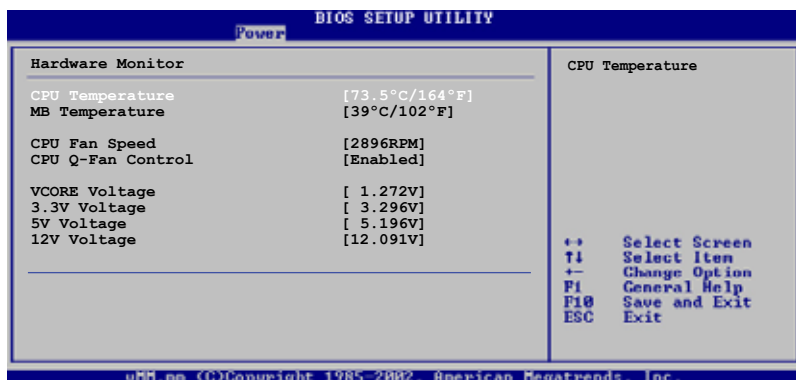 BIOS SETUP UTILITY
Power
Hardware Monitor
CPU Temperature [73.5°C/164°F]
MB Temperature [39°C/102°F]
CPU Fan Speed [2896RPM]
CPU Q-Fan Control [Enabled]
VCORE Voltage [ 1.272V]
3.3V Voltage [ 3.296V]
5V Voltage [ 5.196V]
12V Voltage [12.091V]
CPU Temperature
↔ Select Screen
↑↓ Select Item
+- Change Option
F1 General Help
F10 Save and Exit
ESC Exit
(C)Copyright 1985-2002, American Megatrends, Inc.